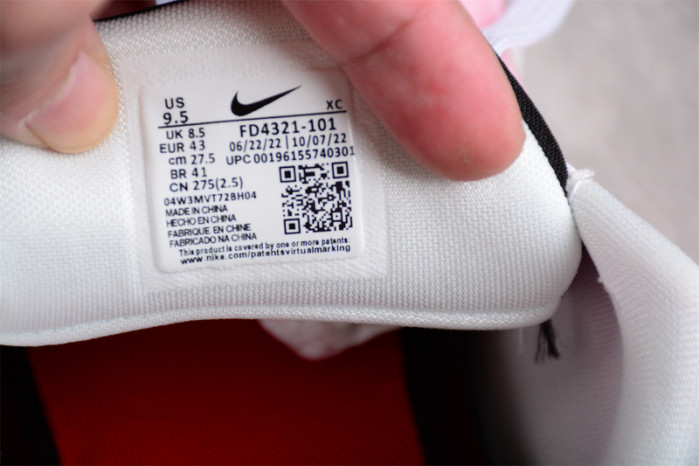 US
9.5
XC
UK 8.5
EUR 43
cm 27.5
BR 41
CN 275(2.5)
FD4321-101
06/22/22 | 10/07/22
UPC 00196155740301
04W3MVT72BH04
MADE IN CHINA
HECHO EN CHINA
FABRIQUE EN CHINE
FABRICADO NA CHINA
This product is covered by one or more patents.
www.nike.com/patentsvirtualmarking